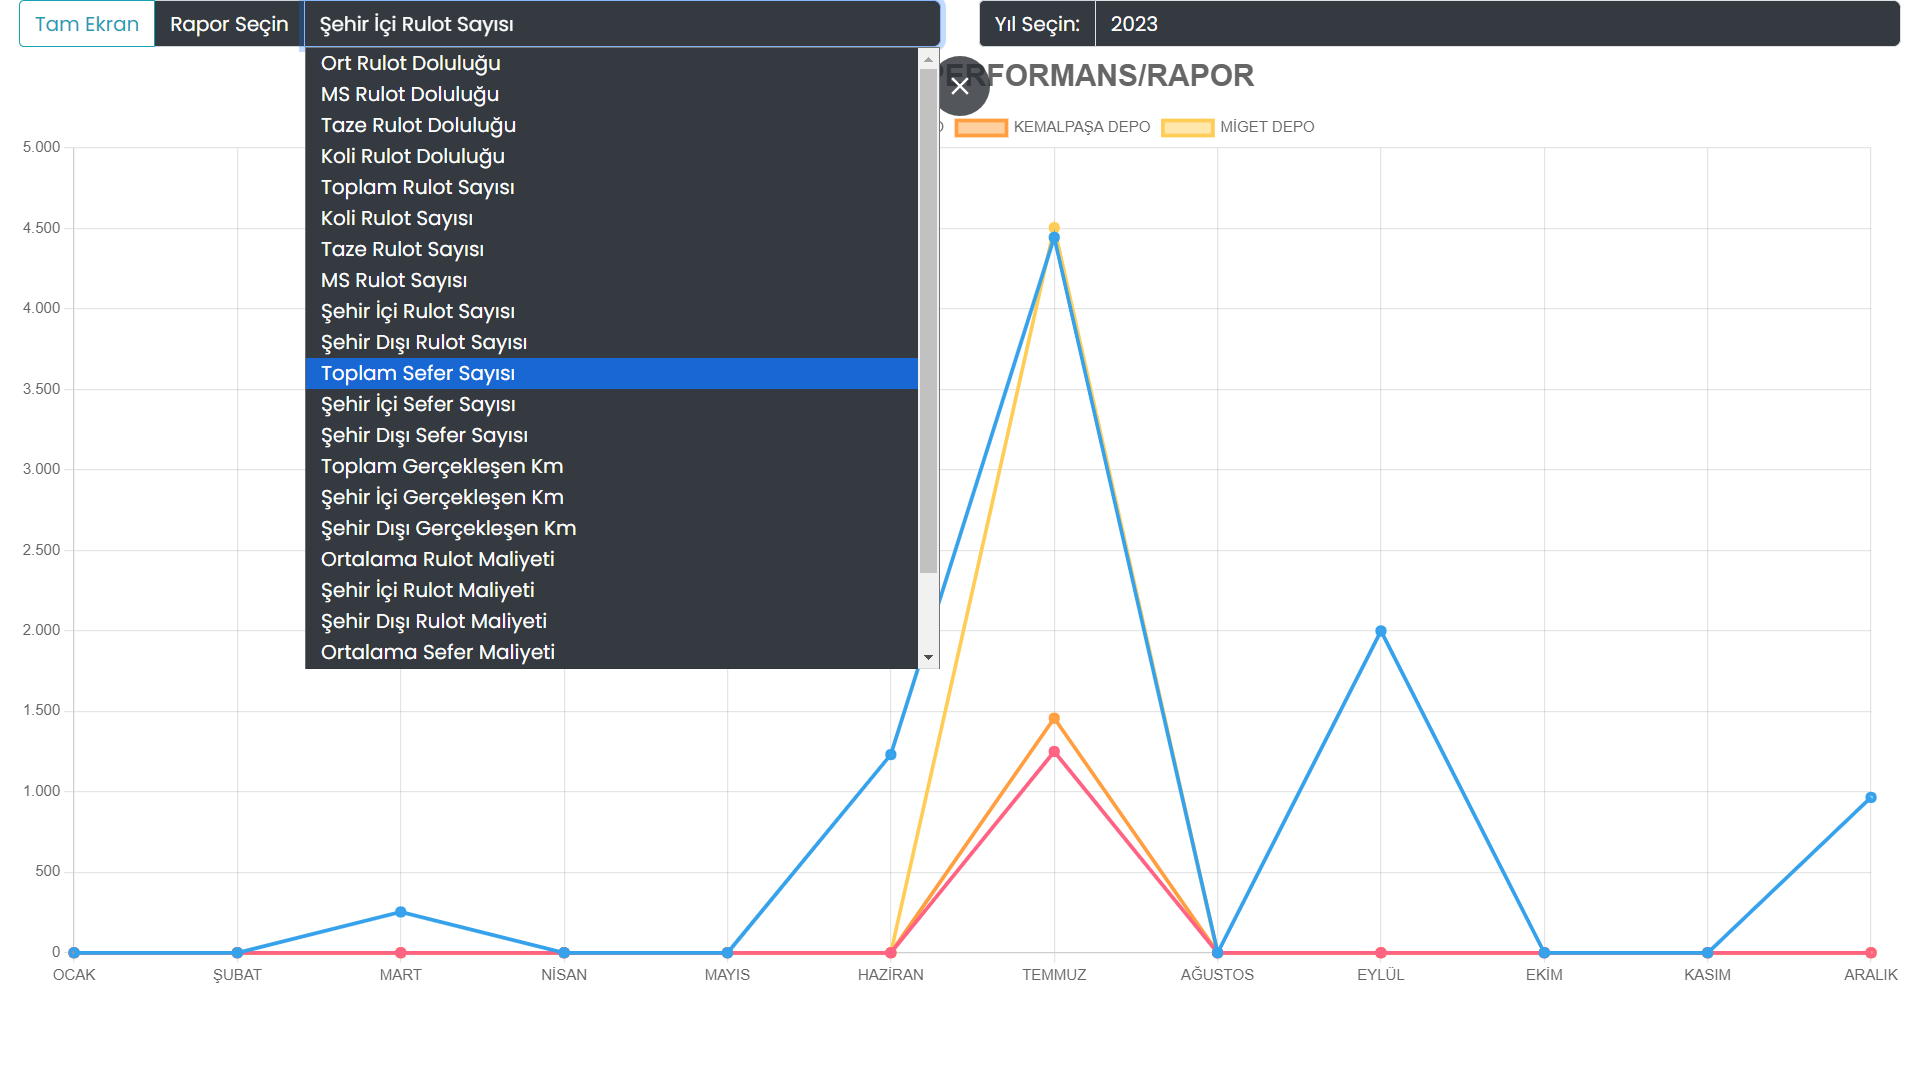 Tam Ekran
Rapor Seçin
Şehir İçi Rulot Sayısı
Yıl Seçin:
2023
Ort Rulot Doluluğu
MS Rulot Doluluğu
Taze Rulot Doluluğu
Koli Rulot Doluluğu
Toplam Rulot Sayısı
Koli Rulot Sayısı
Taze Rulot Sayısı
MS Rulot Sayısı
Şehir İçi Rulot Sayısı
Şehir Dışı Rulot Sayısı
Toplam Sefer Sayısı
Şehir İçi Sefer Sayısı
Şehir Dışı Sefer Sayısı
Toplam Gerçekleşen Km
Şehir İçi Gerçekleşen Km
Şehir Dışı Gerçekleşen Km
Ortalama Rulot Maliyeti
Şehir İçi Rulot Maliyeti
Şehir Dışı Rulot Maliyeti
Ortalama Sefer Maliyeti
PERFORMANS/RAPOR
KEMALPAŞA DEPO
MİGET DEPO
5.000
4.500
4.000
3.500
3.000
2.500
2.000
1.500
1.000
500
0
OCAK
ŞUBAT
MART
NİSAN
MAYIS
HAZİRAN
TEMMUZ
AĞUSTOS
EYLÜL
EKİM
KASIM
ARALIK